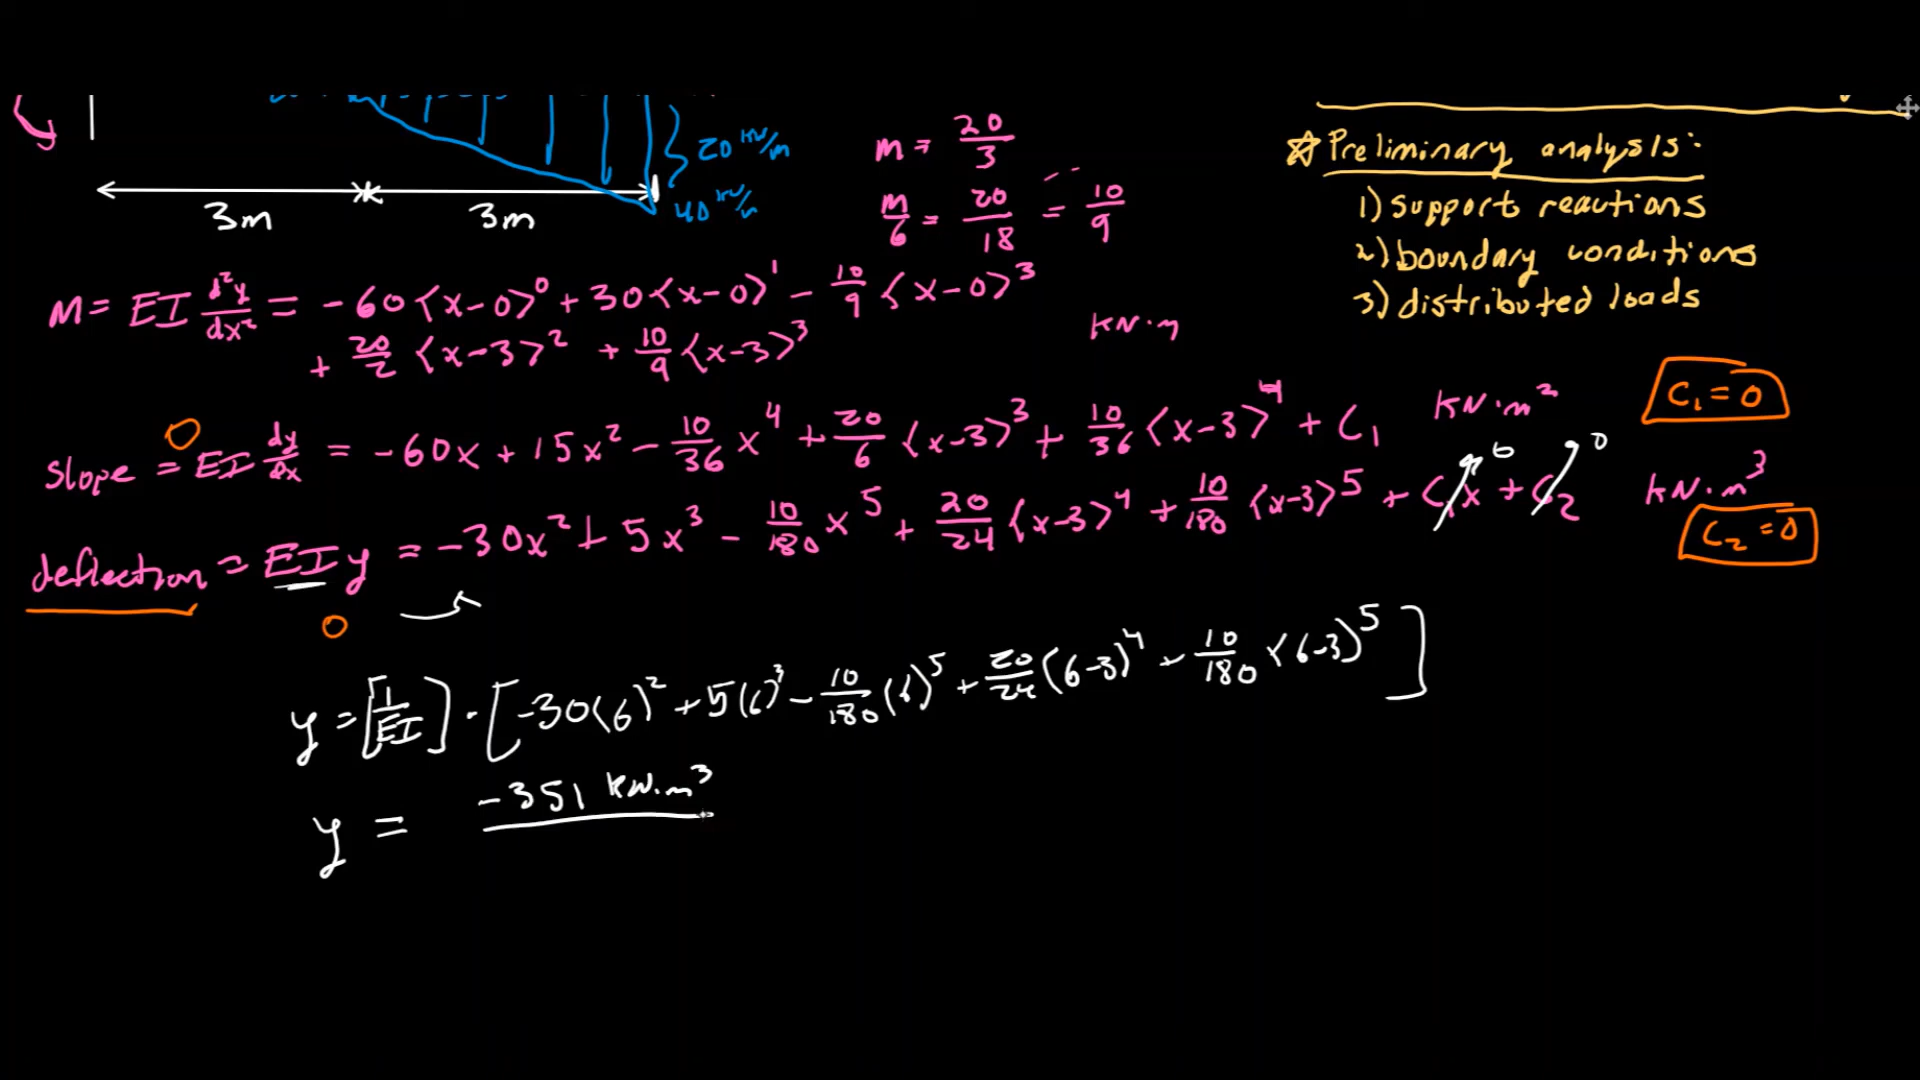 20 kN/m
40 kN/m
3m 3m
m = 20/3
m/6 = 20/18 = 10/9
☆ Preliminary analysis:
1) support reactions
2) boundary conditions
3) distributed loads
M = EI d²y/dx² = -60⟨x-0⟩⁰ + 30⟨x-0⟩¹ - 10/9 ⟨x-0⟩³
+ 20/2 ⟨x-3⟩² + 10/9 ⟨x-3⟩³ kN·m
0
slope = EI dy/dx = -60x + 15x² - 10/36 x⁴ + 20/6 ⟨x-3⟩³ + 10/36 ⟨x-3⟩⁴ + C₁ kN·m²
C₁ = 0
0 0
deflection = EIy = -30x² + 5x³ - 10/180 x⁵ + 20/24 ⟨x-3⟩⁴ + 10/180 ⟨x-3⟩⁵ + C₁x + C₂ kN·m³
C₂ = 0
0
y = [1/EI] · [-30(6)² + 5(6)³ - 10/180 (6)⁵ + 20/24 (6-3)⁴ + 10/180 (6-3)⁵]
y = -351 kN·m³